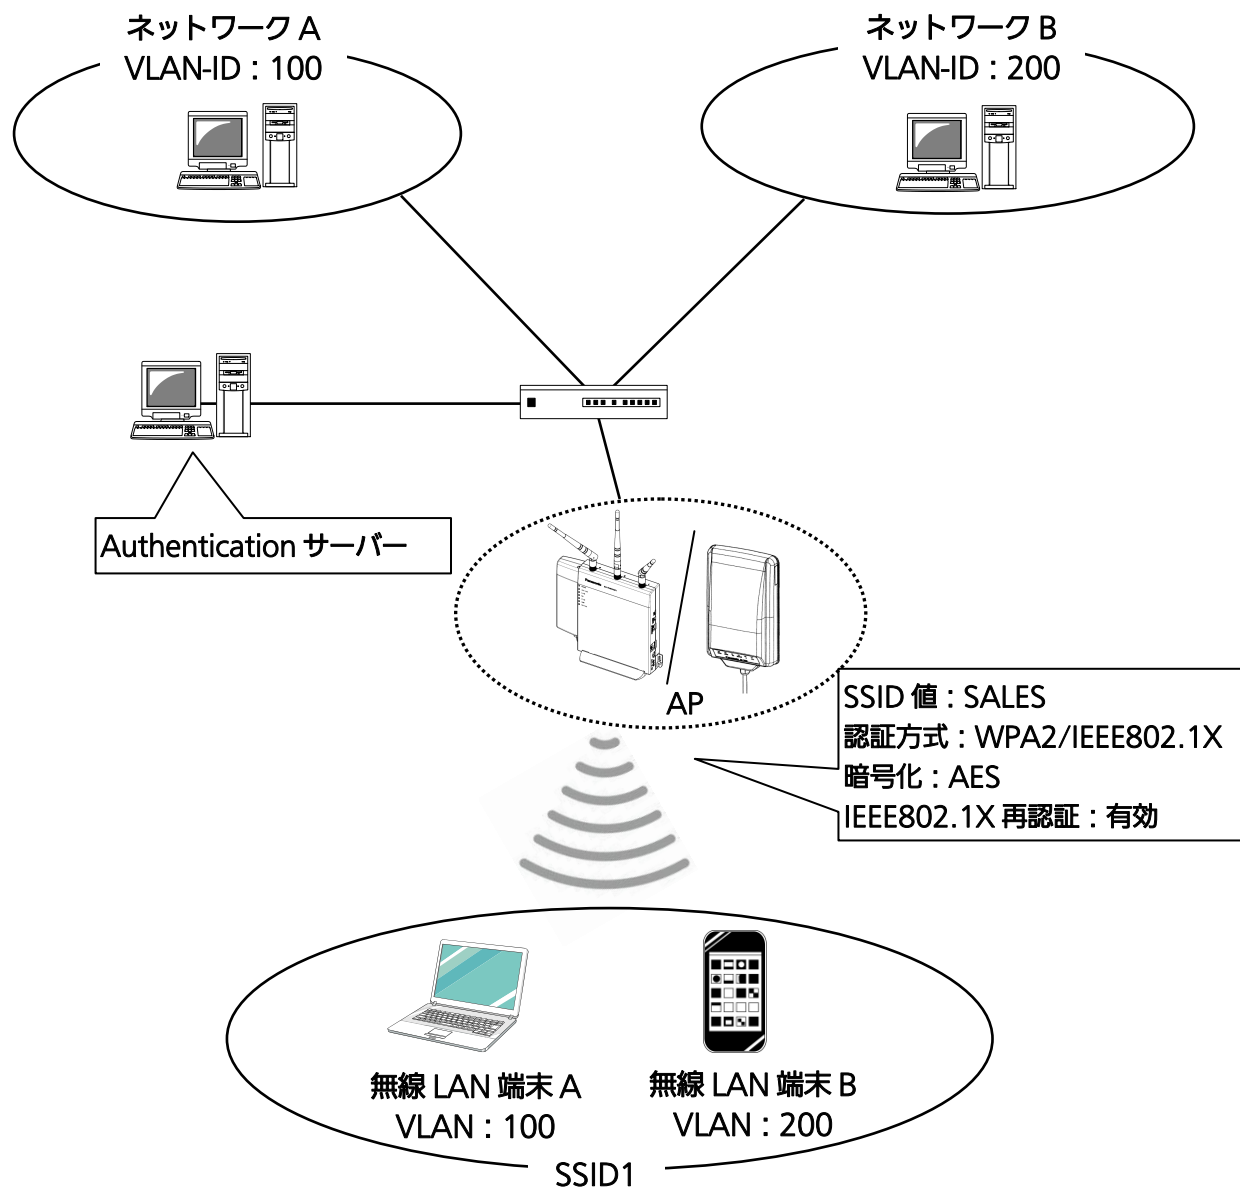 ネットワーク A
VLAN-ID：100
ネットワーク B
VLAN-ID：200
Authentication サーバー
AP
SSID 値：SALES
認証方式：WPA2/IEEE802.1X
暗号化：AES
IEEE802.1X 再認証：有効
無線 LAN 端末 A
VLAN：100
無線 LAN 端末 B
VLAN：200
SSID1